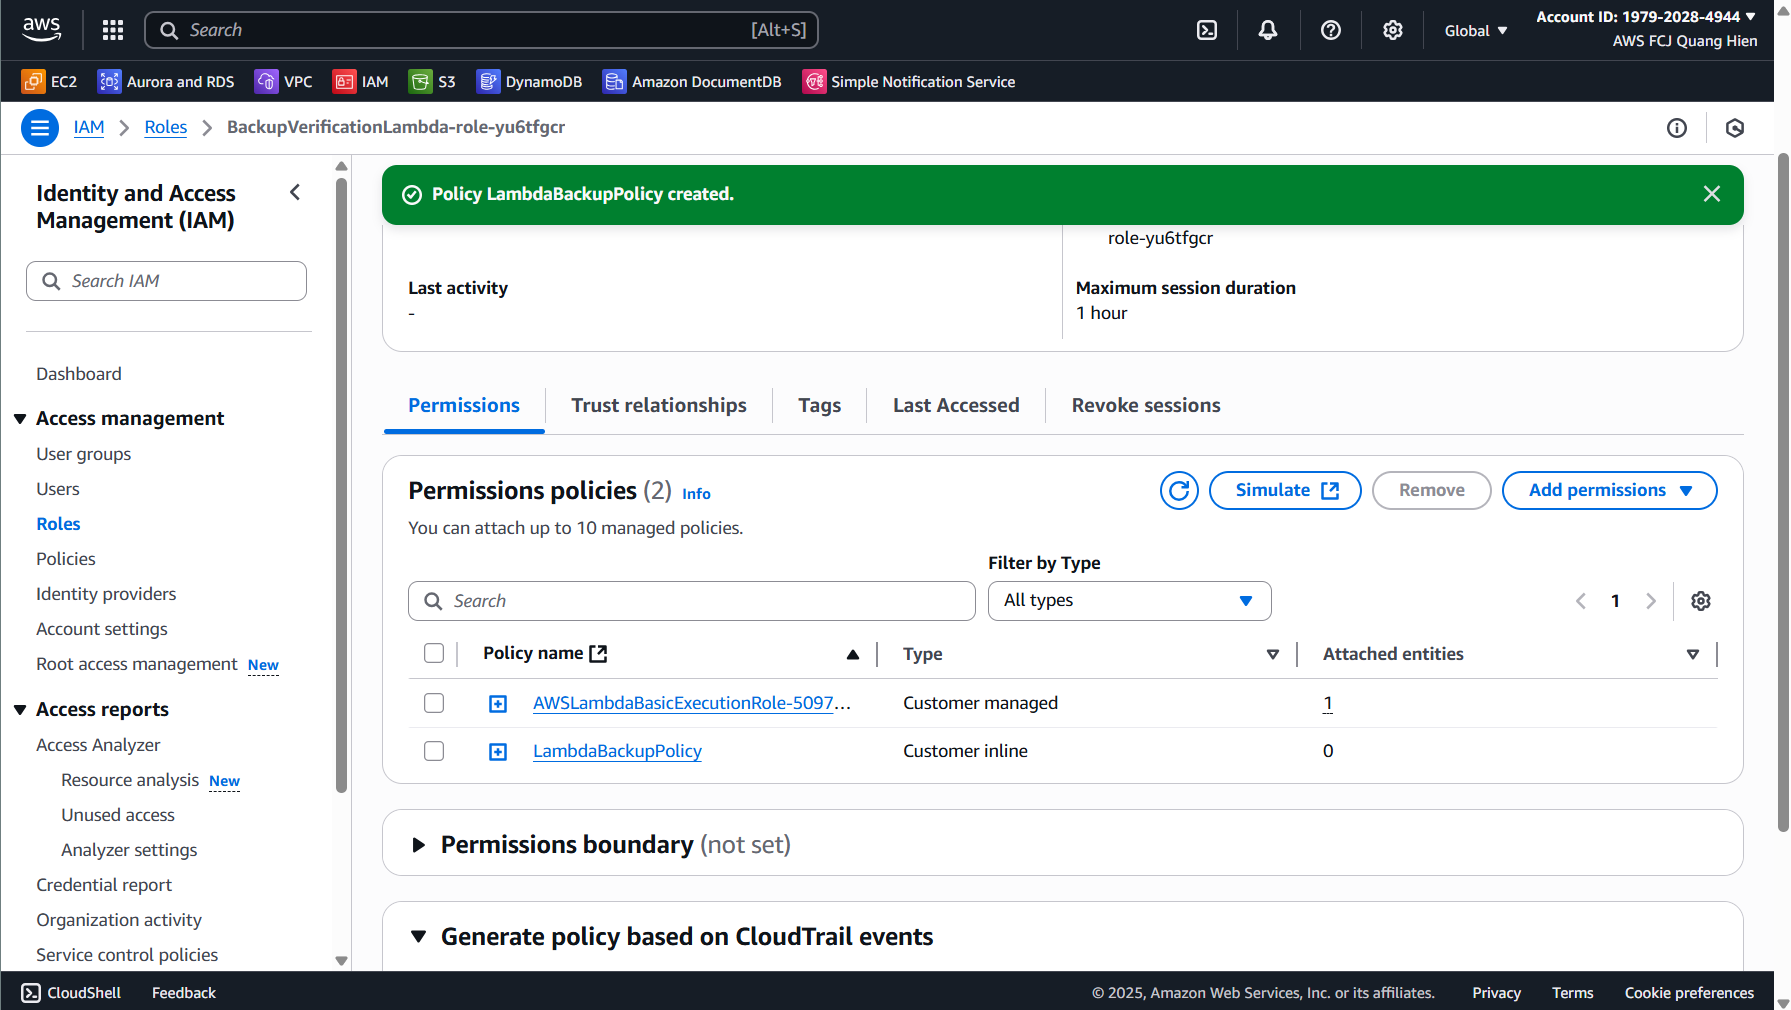 aws
Search
[Alt+S]
Global
Account ID: 1979-2028-4944
AWS FCJ Quang Hien
EC2
Aurora and RDS
VPC
IAM
S3
DynamoDB
Amazon DocumentDB
Simple Notification Service
IAM
Roles
BackupVerificationLambda-role-yu6tfgcr
Identity and Access
Management (IAM)
Search IAM
Dashboard
Access management
User groups
Users
Roles
Policies
Identity providers
Account settings
Root access management New
Access reports
Access Analyzer
Resource analysis New
Unused access
Analyzer settings
Credential report
Organization activity
Service control policies
Policy LambdaBackupPolicy created.
role-yu6tfgcr
Last activity
-
Maximum session duration
1 hour
Permissions
Trust relationships
Tags
Last Accessed
Revoke sessions
Permissions policies (2) Info
You can attach up to 10 managed policies.
Simulate
Remove
Add permissions
Filter by Type
Search
All types
1
Policy name
Type
Attached entities
AWSLambdaBasicExecutionRole-5097...
Customer managed
1
LambdaBackupPolicy
Customer inline
0
Permissions boundary (not set)
Generate policy based on CloudTrail events
CloudShell
Feedback
© 2025, Amazon Web Services, Inc. or its affiliates.
Privacy
Terms
Cookie preferences